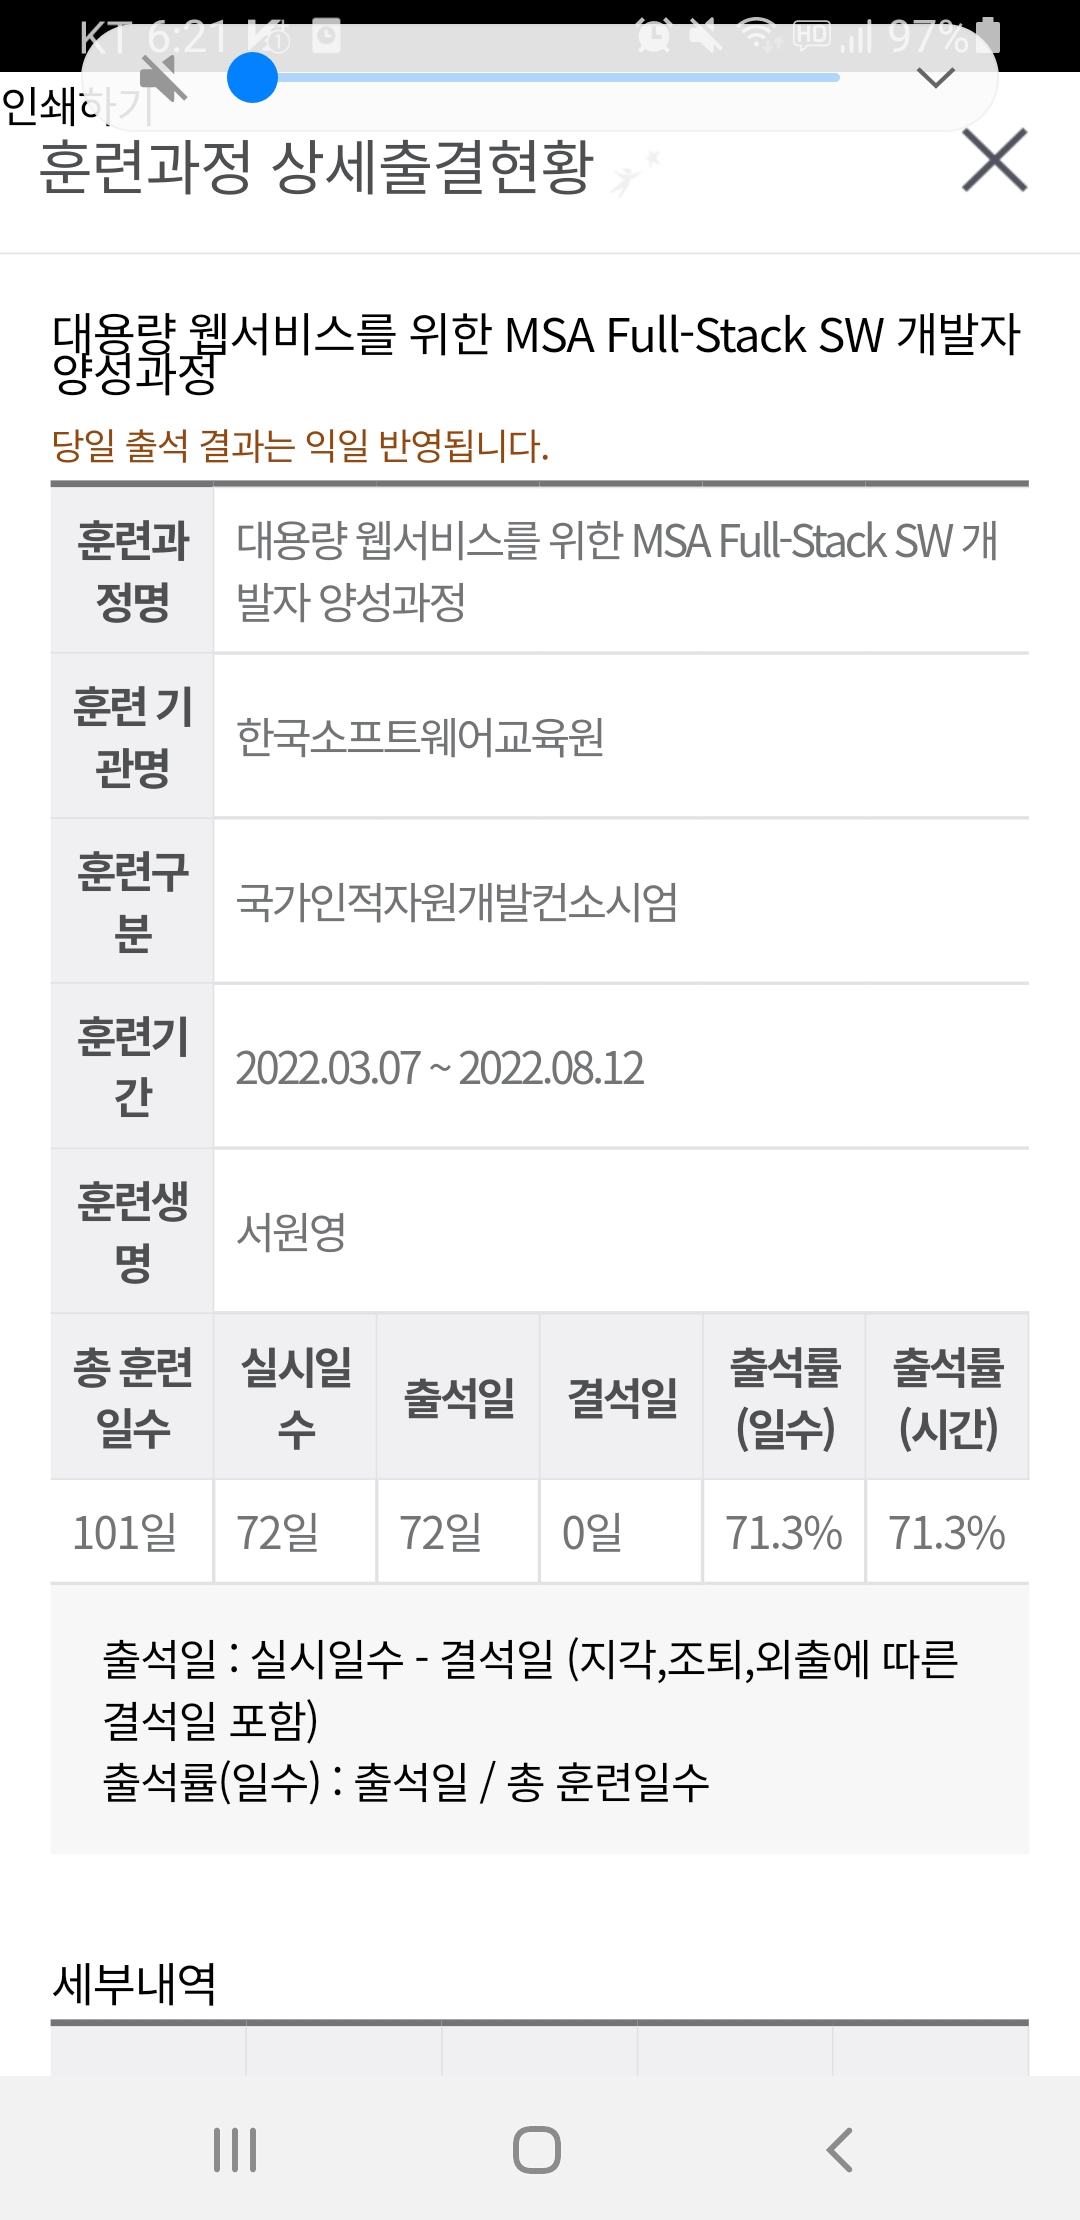 KT 6:21 HD 97%
인쇄하기
훈련과정 상세출결현황
대용량 웹서비스를 위한 MSA Full-Stack SW 개발자
양성과정
당일 출석 결과는 익일 반영됩니다.
훈련과
정명
대용량 웹서비스를 위한 MSA Full-Stack SW 개
발자 양성과정
훈련 기
관명
한국소프트웨어교육원
훈련구
분
국가인적자원개발컨소시엄
훈련기
간
2022.03.07 ~ 2022.08.12
훈련생
명
서원영
총 훈련
일수
실시일
수
출석일
결석일
출석률
(일수)
출석률
(시간)
101일 72일 72일 0일 71.3% 71.3%
출석일 : 실시일수 - 결석일 (지각,조퇴,외출에 따른
결석일 포함)
출석률(일수) : 출석일 / 총 훈련일수
세부내역